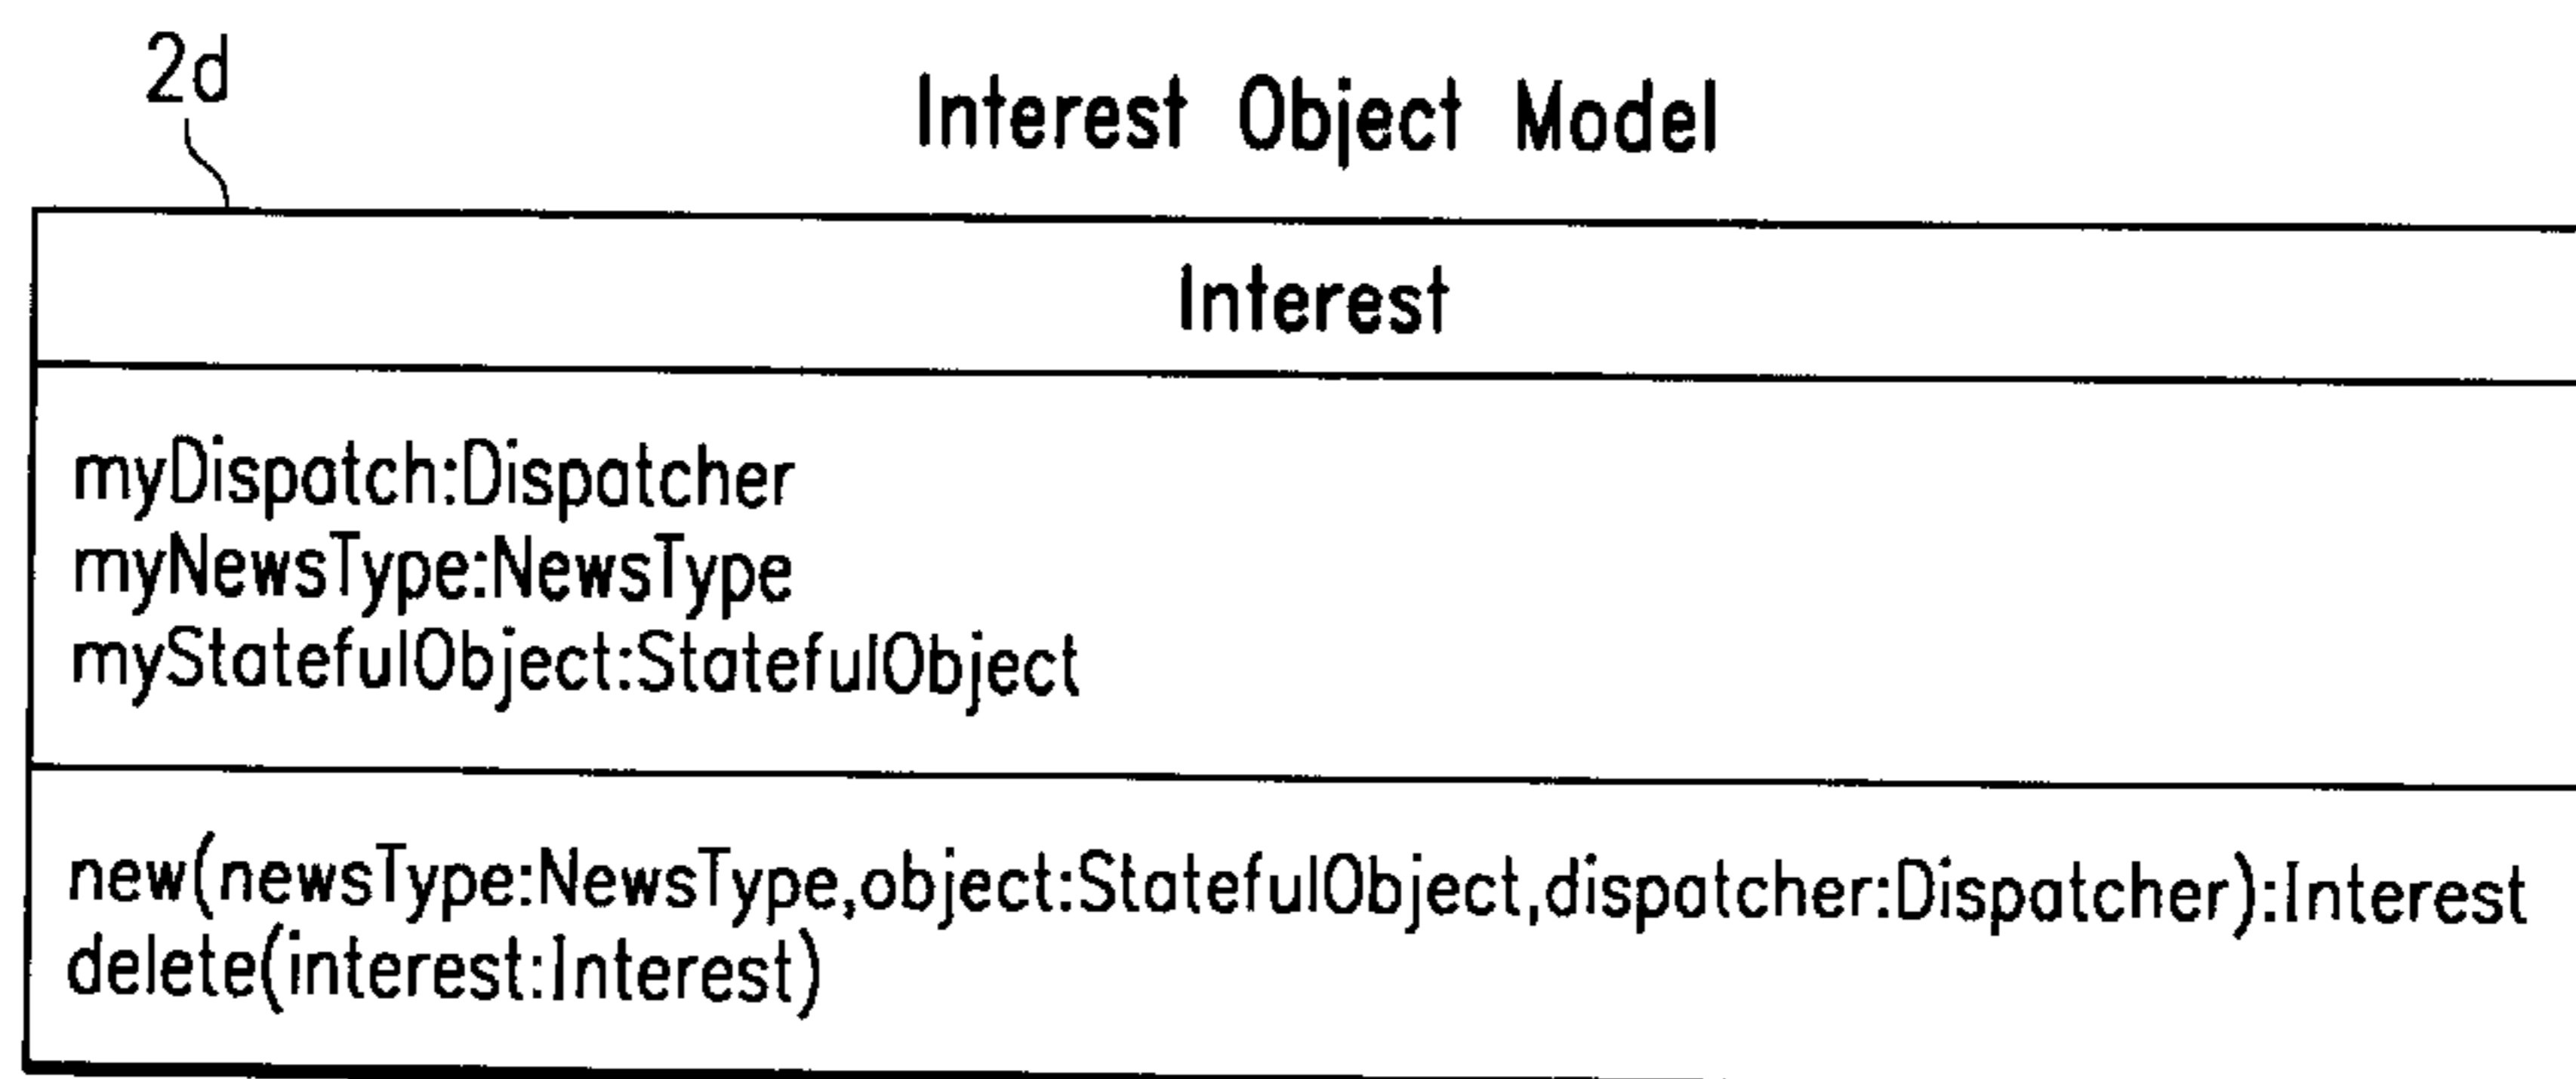 2d
Interest Object Model
Interest
myDispatch:Dispatcher
myNewsType:NewsType
myStatefulObject:StatefulObject
new(newsType:NewsType,object:StatefulObject,dispatcher:Dispatcher):Interest
delete(interest:Interest)